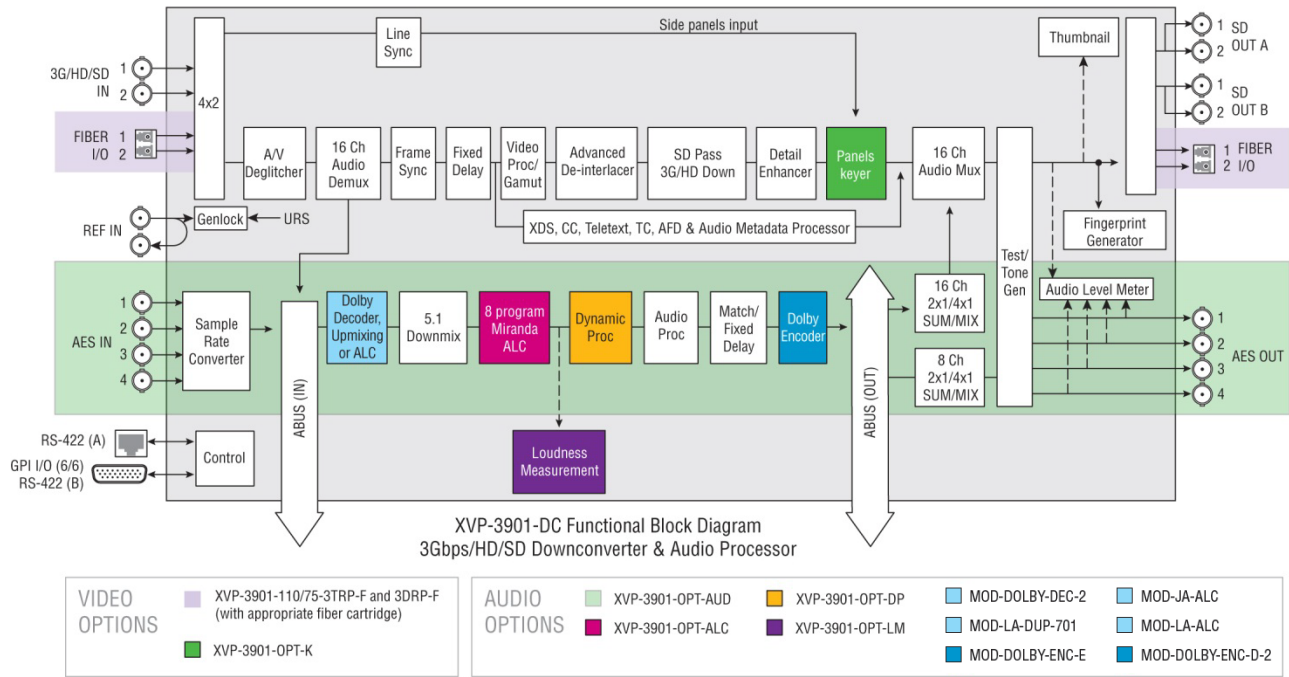 Side panels input
Line
Sync
Thumbnail
1
SD
2
OUT A
3G/HD/SD
1
IN
2
4x2
1
SD
2
OUT B
FIBER
1
I/O
2
A/V
Deglitcher
16 Ch
Audio
Demux
Frame
Sync
Fixed
Delay
Video
Proc/
Gamut
Advanced
De-interlacer
SD Pass
3G/HD Down
Detail
Enhancer
Panels
keyer
16 Ch
Audio Mux
1
FIBER
2
I/O
REF IN
Genlock
URS
XDS, CC, Teletext, TC, AFD & Audio Metadata Processor
Fingerprint
Generator
Test/
Tone
Gen
AES IN
1
2
3
4
Sample
Rate
Converter
ABUS (IN)
Dolby
Decoder,
Upmixing
or ALC
5.1
Downmix
8 program
Miranda
ALC
Dynamic
Proc
Audio
Proc
Match/
Fixed
Delay
Dolby
Encoder
ABUS (OUT)
16 Ch
2x1/4x1
SUM/MIX
8 Ch
2x1/4x1
SUM/MIX
Audio Level Meter
1
2
3
4
AES OUT
RS-422 (A)
GPI I/O (6/6)
RS-422 (B)
Control
Loudness
Measurement
XVP-3901-DC Functional Block Diagram
3Gbps/HD/SD Downconverter & Audio Processor
VIDEO
OPTIONS
XVP-3901-110/75-3TRP-F and 3DRP-F
(with appropriate fiber cartridge)
XVP-3901-OPT-K
AUDIO
OPTIONS
XVP-3901-OPT-AUD
XVP-3901-OPT-ALC
XVP-3901-OPT-DP
XVP-3901-OPT-LM
MOD-DOLBY-DEC-2
MOD-LA-DUP-701
MOD-DOLBY-ENC-E
MOD-JA-ALC
MOD-LA-ALC
MOD-DOLBY-ENC-D-2